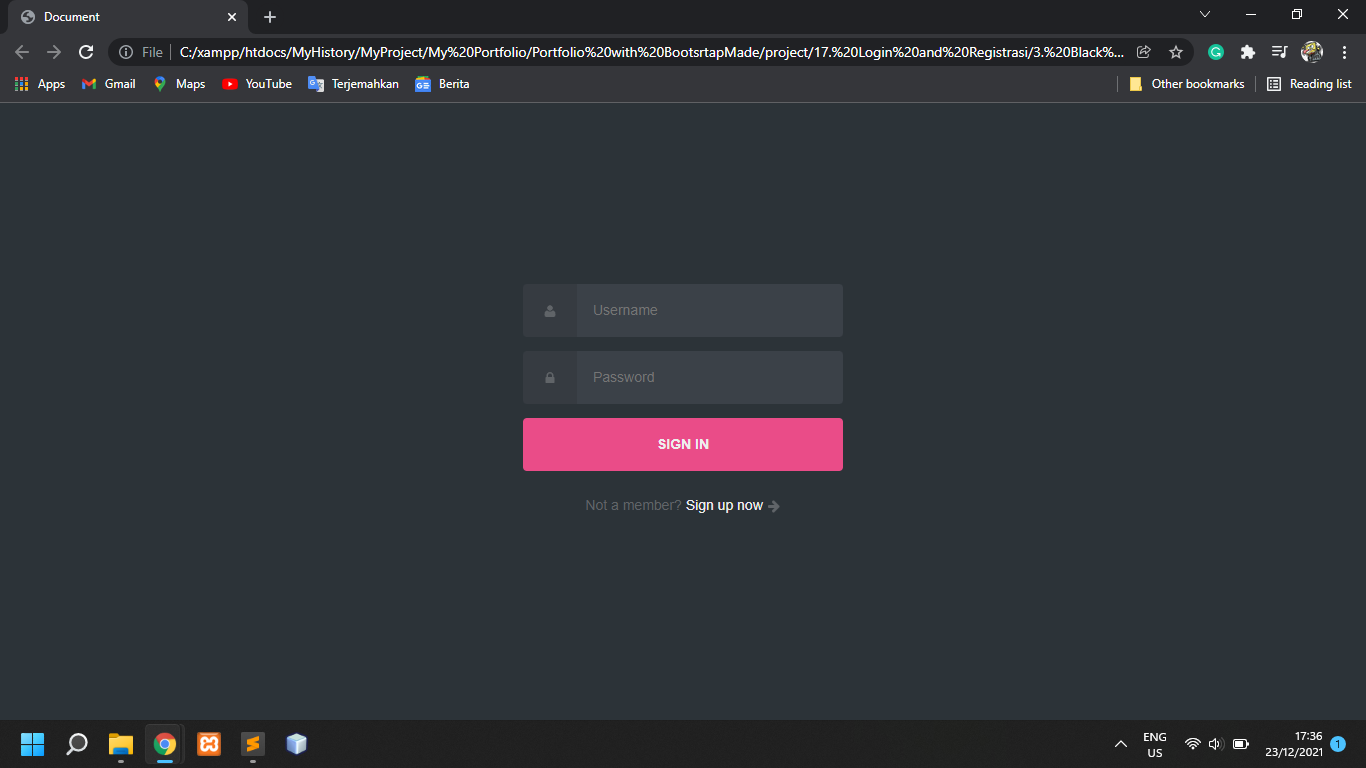 Document
File
C:/xampp/htdocs/MyHistory/MyProject/My%20Portfolio/Portfolio%20with%20BootsrtapMade/project/17.%20Login%20and%20Registrasi/3.%20Black%...
Apps Gmail Maps YouTube Terjemahkan Berita Other bookmarks Reading list
Username
Password
SIGN IN
Not a member? Sign up now
ENG
US
17:36
23/12/2021
1